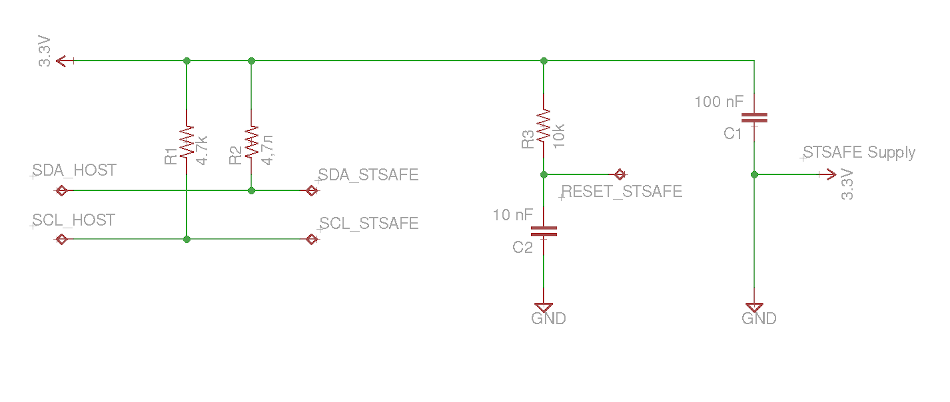 3.3V
100 nF
C1
R1
4.7k
R2
4,7л
R3
10k
STSAFE Supply
3.3V
SDA_HOST
SDA_STSAFE
RESET_STSAFE
SCL_HOST
SCL_STSAFE
10 nF
C2
GND
GND